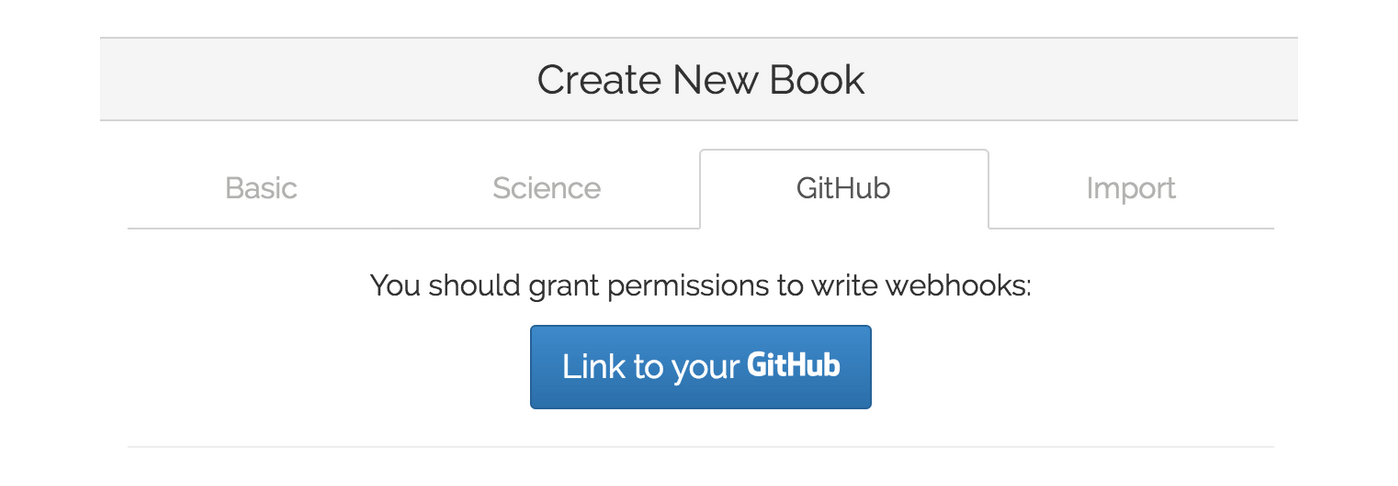 Create New Book
Basic Science GitHub Import
You should grant permissions to write webhooks:
Link to your GitHub